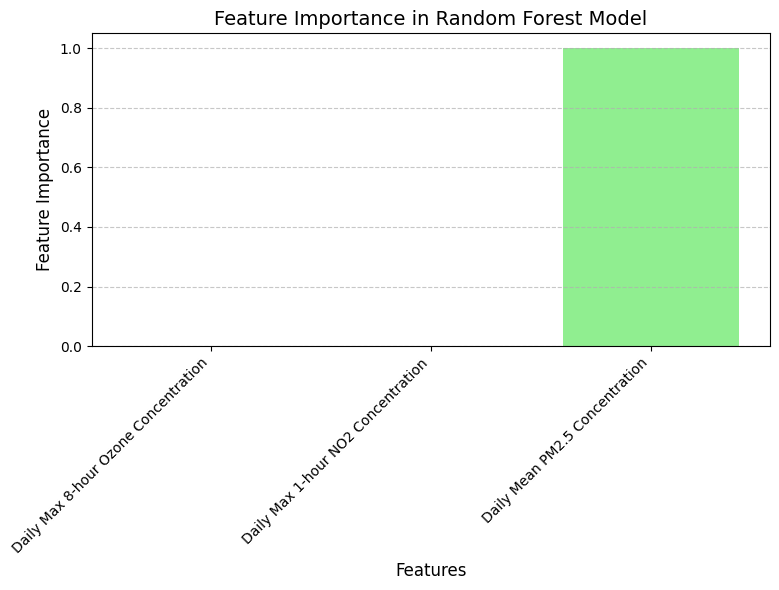 Feature Importance in Random Forest Model
Feature Importance
1.0
0.8
0.6
0.4
0.2
0.0
Daily Max 8-hour Ozone Concentration
Daily Max 1-hour NO2 Concentration
Daily Mean PM2.5 Concentration
Features